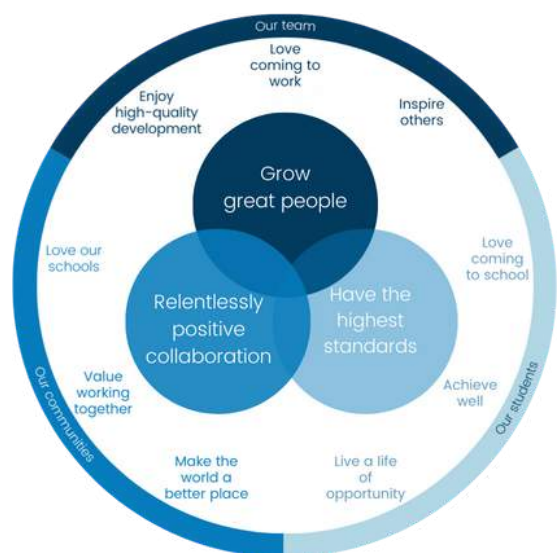 Our team
Love
coming to
work
Enjoy
high-quality
development
Inspire
others
Grow
great people
Love our
schools
Love
coming
to school
Relentlessly
positive
collaboration
Have the
highest
standards
Value
working
together
Achieve
well
Our communities
Our students
Make the
world a
better place
Live a life
of
opportunity